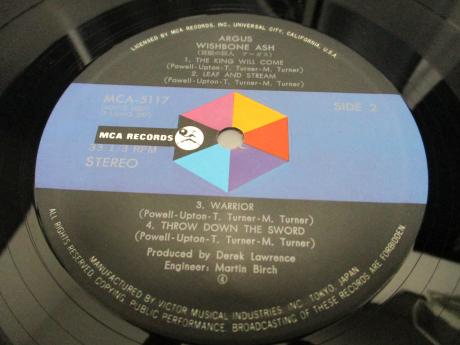 LICENSED BY MCA RECORDS, INC., UNIVERSAL CITY, CALIFORNIA, U.S.A.
ARGUS
WISHBONE ASH
1. THE KING WILL COME
(Powell-Upton-T. Turner-M. Turner)
2. LEAF AND STREAM
(Powell-Upton-T. Turner-M. Turner)
MCA-5117
SIDE 2
MCA RECORDS
33 1/3 RPM
STEREO
3. WARRIOR
(Powell-Upton-T. Turner-M. Turner)
4. THROW DOWN THE SWORD
(Powell-Upton-T. Turner-M. Turner)
Produced by Derek Lawrence
Engineer: Martin Birch
④
MANUFACTURED BY VICTOR MUSICAL INDUSTRIES, INC. TOKYO, JAPAN
ALL RIGHTS RESERVED. COPYING, PUBLIC PERFORMANCE, BROADCASTING OF THESE RECORDS ARE FORBIDDEN